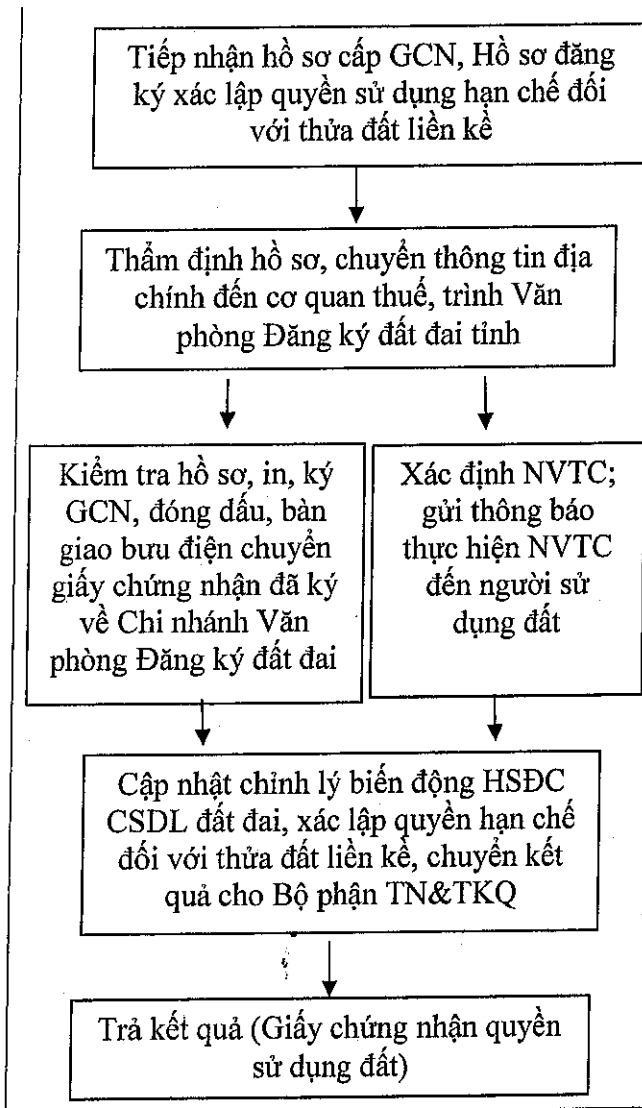 Tiếp nhận hồ sơ cấp GCN, Hồ sơ đăng
ký xác lập quyền sử dụng hạn chế đối
với thửa đất liền kề
Thẩm định hồ sơ, chuyển thông tin địa
chính đến cơ quan thuế, trình Văn
phòng Đăng ký đất đai tỉnh
Kiểm tra hồ sơ, in, ký
GCN, đóng dấu, bàn
giao bưu điện chuyển
giấy chứng nhận đã ký
về Chi nhánh Văn
phòng Đăng ký đất đai
Xác định NVTC;
gửi thông báo
thực hiện NVTC
đến người sử
dụng đất
Cập nhật chỉnh lý biến động HSĐC
CSDL đất đai, xác lập quyền hạn chế
đối với thửa đất liền kề, chuyển kết
quả cho Bộ phận TN&TKQ
Trả kết quả (Giấy chứng nhận quyền
sử dụng đất)